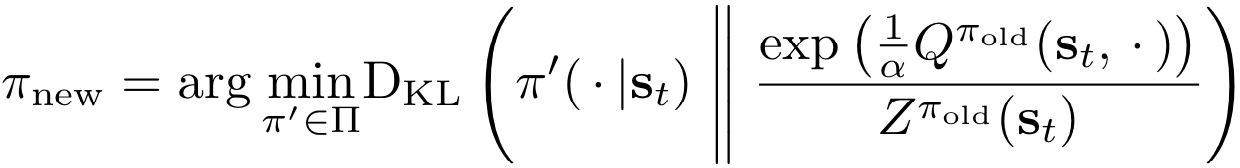 π_new = arg min_{π′∈Π} D_KL ( π′( · |s_t) ‖ exp ( 1/α Q^{π_old}(s_t, · ) ) / Z^{π_old}(s_t) )